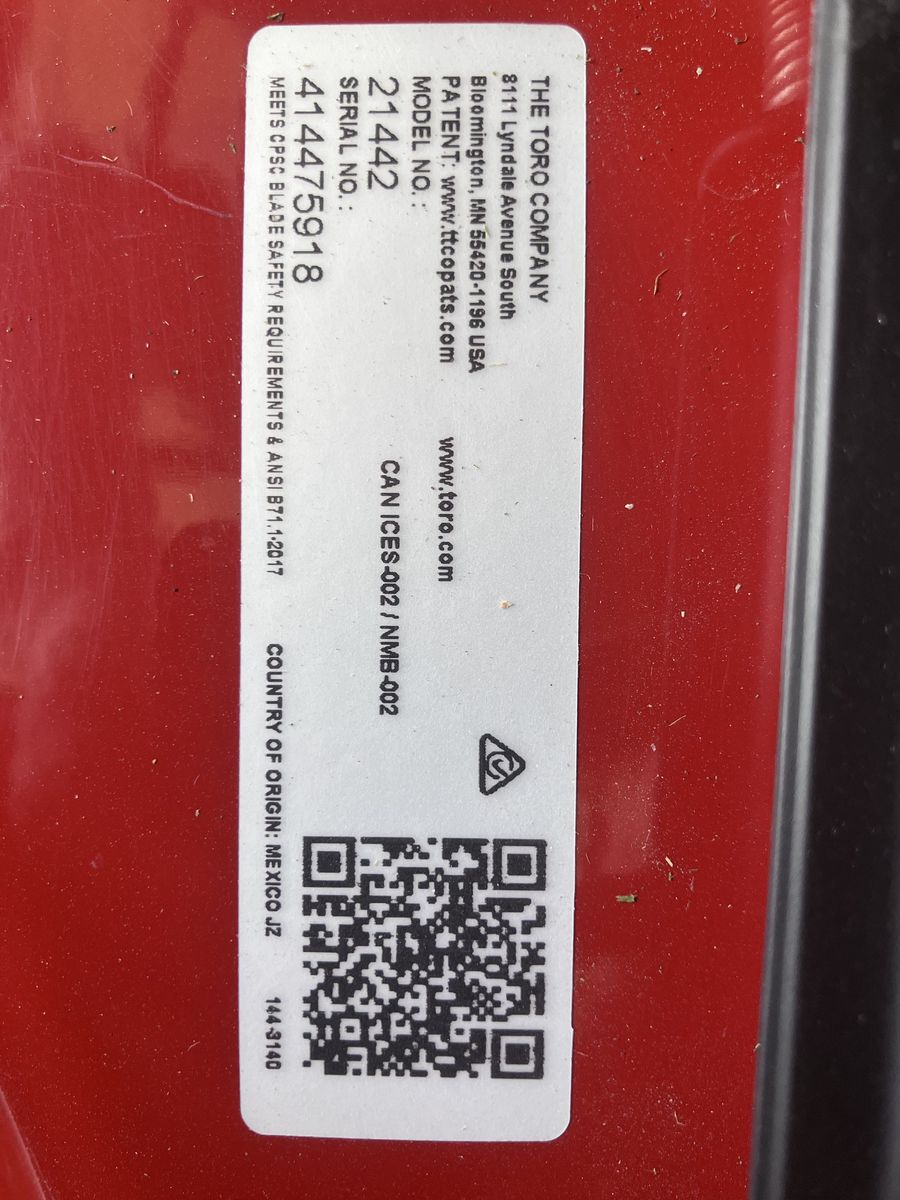 THE TORO COMPANY
8111 Lyndale Avenue South
Bloomington, MN 55420-1196 USA
PATENT: www.ttcopats.com www.toro.com
MODEL NO.:
21442 CAN ICES-002 / NMB-002
SERIAL NO.:
414475918
MEETS CPSC BLADE SAFETY REQUIREMENTS & ANSI B71.1-2017 COUNTRY OF ORIGIN: MEXICO JZ 144-3140